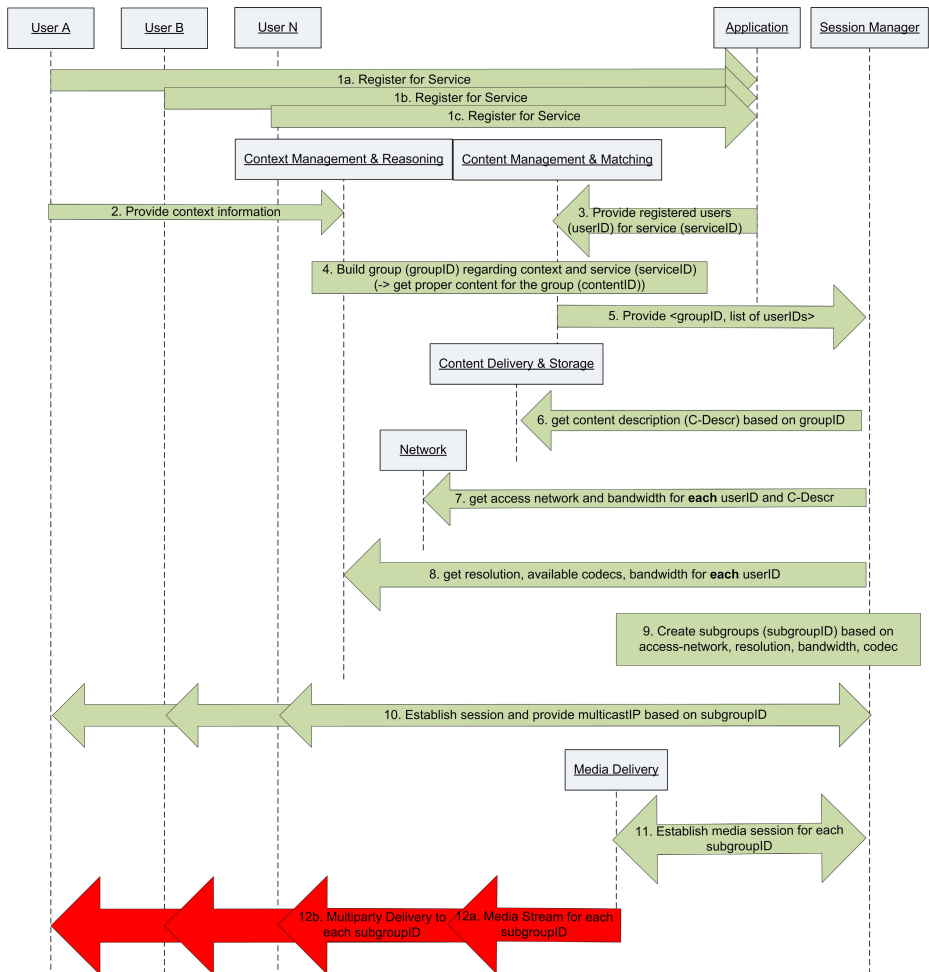 User A
User B
User N
Application
Session Manager
1a. Register for Service
1b. Register for Service
1c. Register for Service
Context Management & Reasoning
Content Management & Matching
2. Provide context information
3. Provide registered users
(userID) for service (serviceID)
4. Build group (groupID) regarding context and service (serviceID)
(-> get proper content for the group (contentID))
5. Provide <groupID, list of userIDs>
Content Delivery & Storage
6. get content description (C-Descr) based on groupID
Network
7. get access network and bandwidth for each userID and C-Descr
8. get resolution, available codecs, bandwidth for each userID
9. Create subgroups (subgroupID) based on
access-network, resolution, bandwidth, codec
10. Establish session and provide multicastIP based on subgroupID
Media Delivery
11. Establish media session for each
subgroupID
12b. Multiparty Delivery to
each subgroupID
12a. Media Stream for each
subgroupID